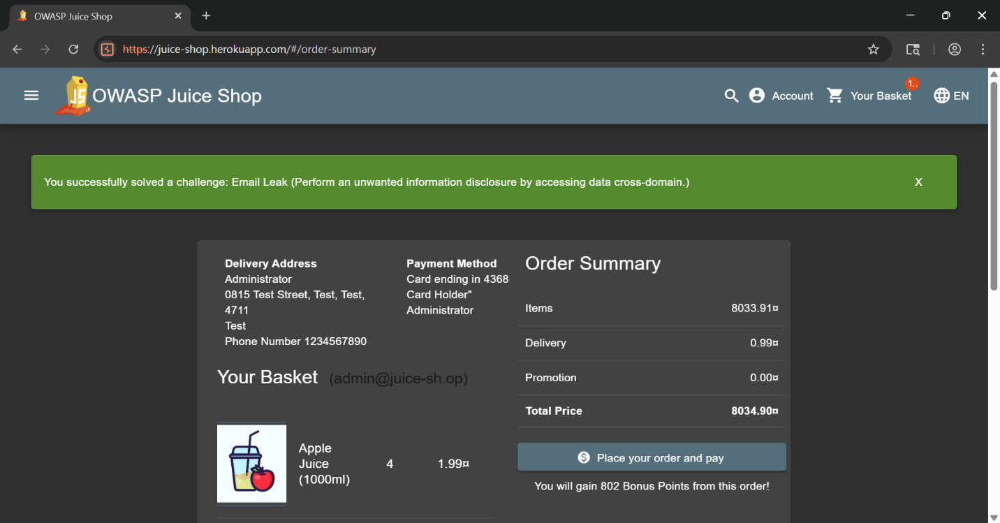 OWASP Juice Shop
https://juice-shop.herokuapp.com/#/order-summary
JS
OWASP Juice Shop
Account
1..
Your Basket
EN
You successfully solved a challenge: Email Leak (Perform an unwanted information disclosure by accessing data cross-domain.)
X
Delivery Address
Administrator
0815 Test Street, Test, Test,
4711
Test
Phone Number 1234567890
Payment Method
Card ending in 4368
Card Holder"
Administrator
Your Basket (admin@juice-sh.op)
Apple
Juice
(1000ml)
4
1.99¤
Order Summary
Items 8033.91¤
Delivery 0.99¤
Promotion 0.00¤
Total Price 8034.90¤
Place your order and pay
You will gain 802 Bonus Points from this order!